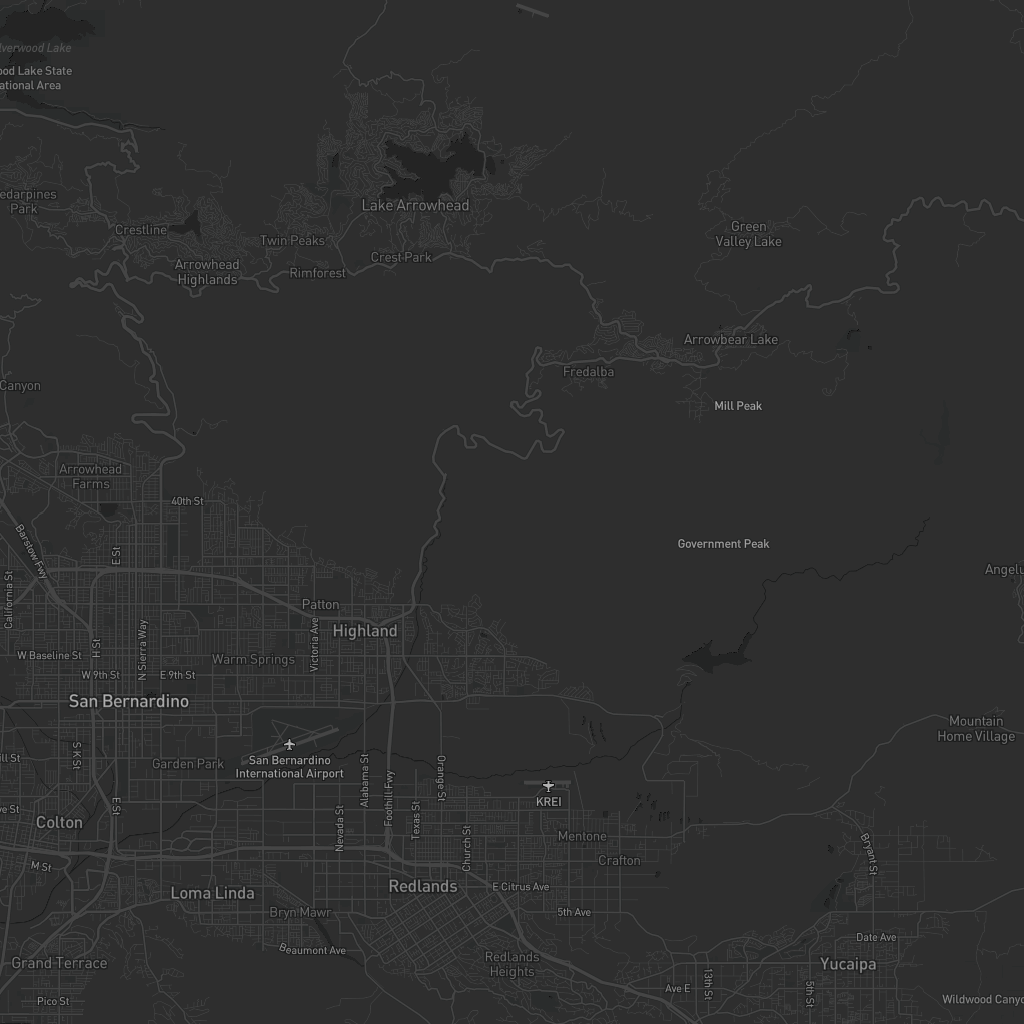 lverwood Lake
ood Lake State
ational Area
edarpines
Park
Lake Arrowhead
Crestline
Twin Peaks
Green
Valley Lake
Crest Park
Arrowhead
Highlands
Rimforest
Arrowbear Lake
Canyon
Fredalba
Mill Peak
Arrowhead
Farms
40th St
Barstow Fwy
E St
Government Peak
Angelu
California St
Patton
Highland
Victoria Ave
N Sierra Way
H St
W Baseline St
Warm Springs
W 9th St
E 9th St
San Bernardino
Mountain
Home Village
S K St
ill St
Garden Park
San Bernardino
International Airport
Alabama St
Foothill Fwy
Orange St
KREI
ve St
E St
Colton
Nevada St
Texas St
Church St
Mentone
Crafton
Bryant St
M St
Loma Linda
Redlands
E Citrus Ave
Bryn Mawr
5th Ave
Beaumont Ave
Date Ave
Grand Terrace
Redlands
Heights
Yucaipa
Pico St
Ave E
13th St
5th St
Wildwood Canyo